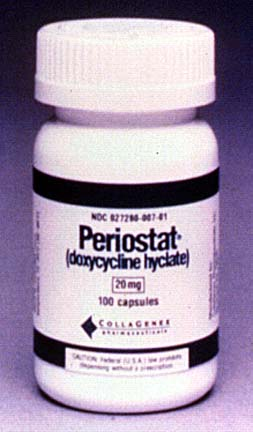 NDC 027280-007-01
Periostat®
(doxycycline hyclate)
20 mg
100 capsules
COLLAGENEX
pharmaceuticals
CAUTION: Federal (U.S.A.) law prohibits
dispensing without a prescription.